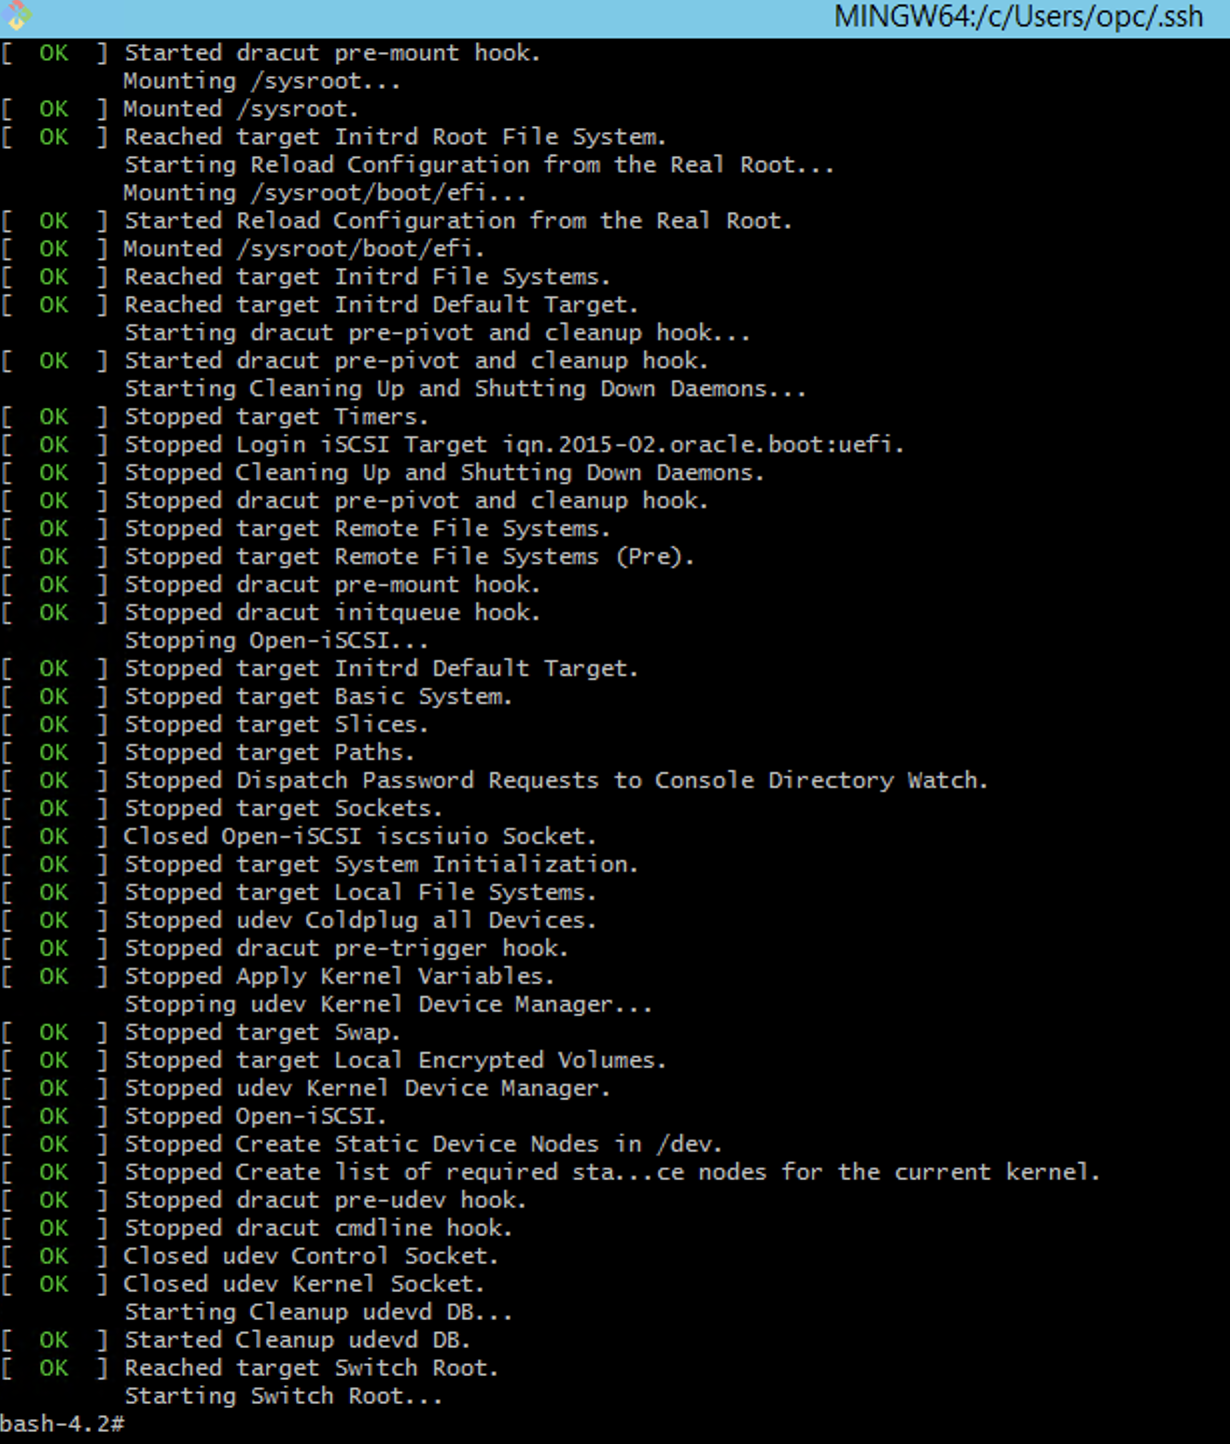 MINGW64:/c/Users/opc/.ssh
[  OK  ] Started dracut pre-mount hook.
         Mounting /sysroot...
[  OK  ] Mounted /sysroot.
[  OK  ] Reached target Initrd Root File System.
         Starting Reload Configuration from the Real Root...
         Mounting /sysroot/boot/efi...
[  OK  ] Started Reload Configuration from the Real Root.
[  OK  ] Mounted /sysroot/boot/efi.
[  OK  ] Reached target Initrd File Systems.
[  OK  ] Reached target Initrd Default Target.
         Starting dracut pre-pivot and cleanup hook...
[  OK  ] Started dracut pre-pivot and cleanup hook.
         Starting Cleaning Up and Shutting Down Daemons...
[  OK  ] Stopped target Timers.
[  OK  ] Stopped Login iSCSI Target iqn.2015-02.oracle.boot:uefi.
[  OK  ] Stopped Cleaning Up and Shutting Down Daemons.
[  OK  ] Stopped dracut pre-pivot and cleanup hook.
[  OK  ] Stopped target Remote File Systems.
[  OK  ] Stopped target Remote File Systems (Pre).
[  OK  ] Stopped dracut pre-mount hook.
[  OK  ] Stopped dracut initqueue hook.
         Stopping Open-iSCSI...
[  OK  ] Stopped target Initrd Default Target.
[  OK  ] Stopped target Basic System.
[  OK  ] Stopped target Slices.
[  OK  ] Stopped target Paths.
[  OK  ] Stopped Dispatch Password Requests to Console Directory Watch.
[  OK  ] Stopped target Sockets.
[  OK  ] Closed Open-iSCSI iscsiuio Socket.
[  OK  ] Stopped target System Initialization.
[  OK  ] Stopped target Local File Systems.
[  OK  ] Stopped udev Coldplug all Devices.
[  OK  ] Stopped dracut pre-trigger hook.
[  OK  ] Stopped Apply Kernel Variables.
         Stopping udev Kernel Device Manager...
[  OK  ] Stopped target Swap.
[  OK  ] Stopped target Local Encrypted Volumes.
[  OK  ] Stopped udev Kernel Device Manager.
[  OK  ] Stopped Open-iSCSI.
[  OK  ] Stopped Create Static Device Nodes in /dev.
[  OK  ] Stopped Create list of required sta...ce nodes for the current kernel.
[  OK  ] Stopped dracut pre-udev hook.
[  OK  ] Stopped dracut cmdline hook.
[  OK  ] Closed udev Control Socket.
[  OK  ] Closed udev Kernel Socket.
         Starting Cleanup udevd DB...
[  OK  ] Started Cleanup udevd DB.
[  OK  ] Reached target Switch Root.
         Starting Switch Root...
bash-4.2#